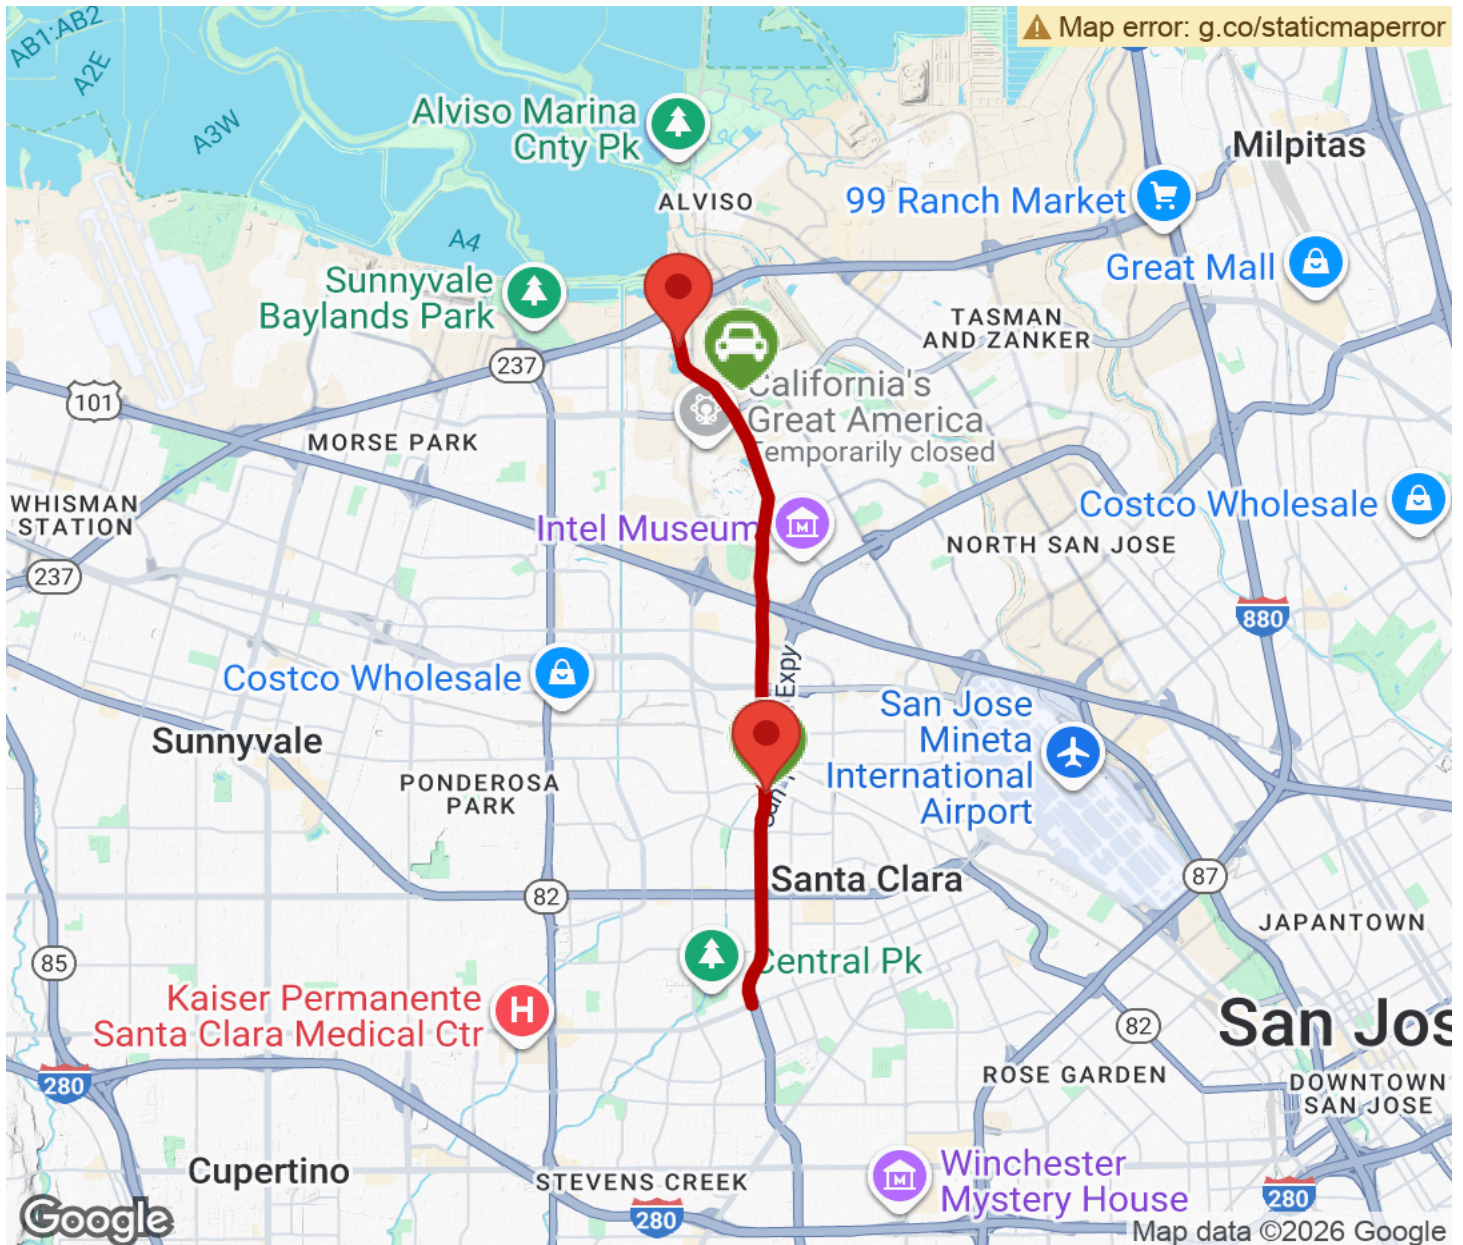 AB1:AB2
A2E
A3W
Map error: g.co/staticmaperror
Alviso Marina
Cnty Pk
Milpitas
ALVISO
99 Ranch Market
A4
Great Mall
Sunnyvale
Baylands Park
TASMAN
AND ZANKER
237
California's
Great America
Temporarily closed
101
MORSE PARK
WHISMAN
STATION
Intel Museum
Costco Wholesale
NORTH SAN JOSE
237
880
Costco Wholesale
Expy
San Jose
Mineta
International
Airport
Sunnyvale
PONDEROSA
PARK
Santa Clara
82
87
JAPANTOWN
85
Central Pk
Kaiser Permanente
Santa Clara Medical Ctr
H
82
San Jos
280
ROSE GARDEN
DOWNTOWN
SAN JOSE
Cupertino
STEVENS CREEK
Winchester
Mystery House
280
280
Google
Map data ©2026 Google